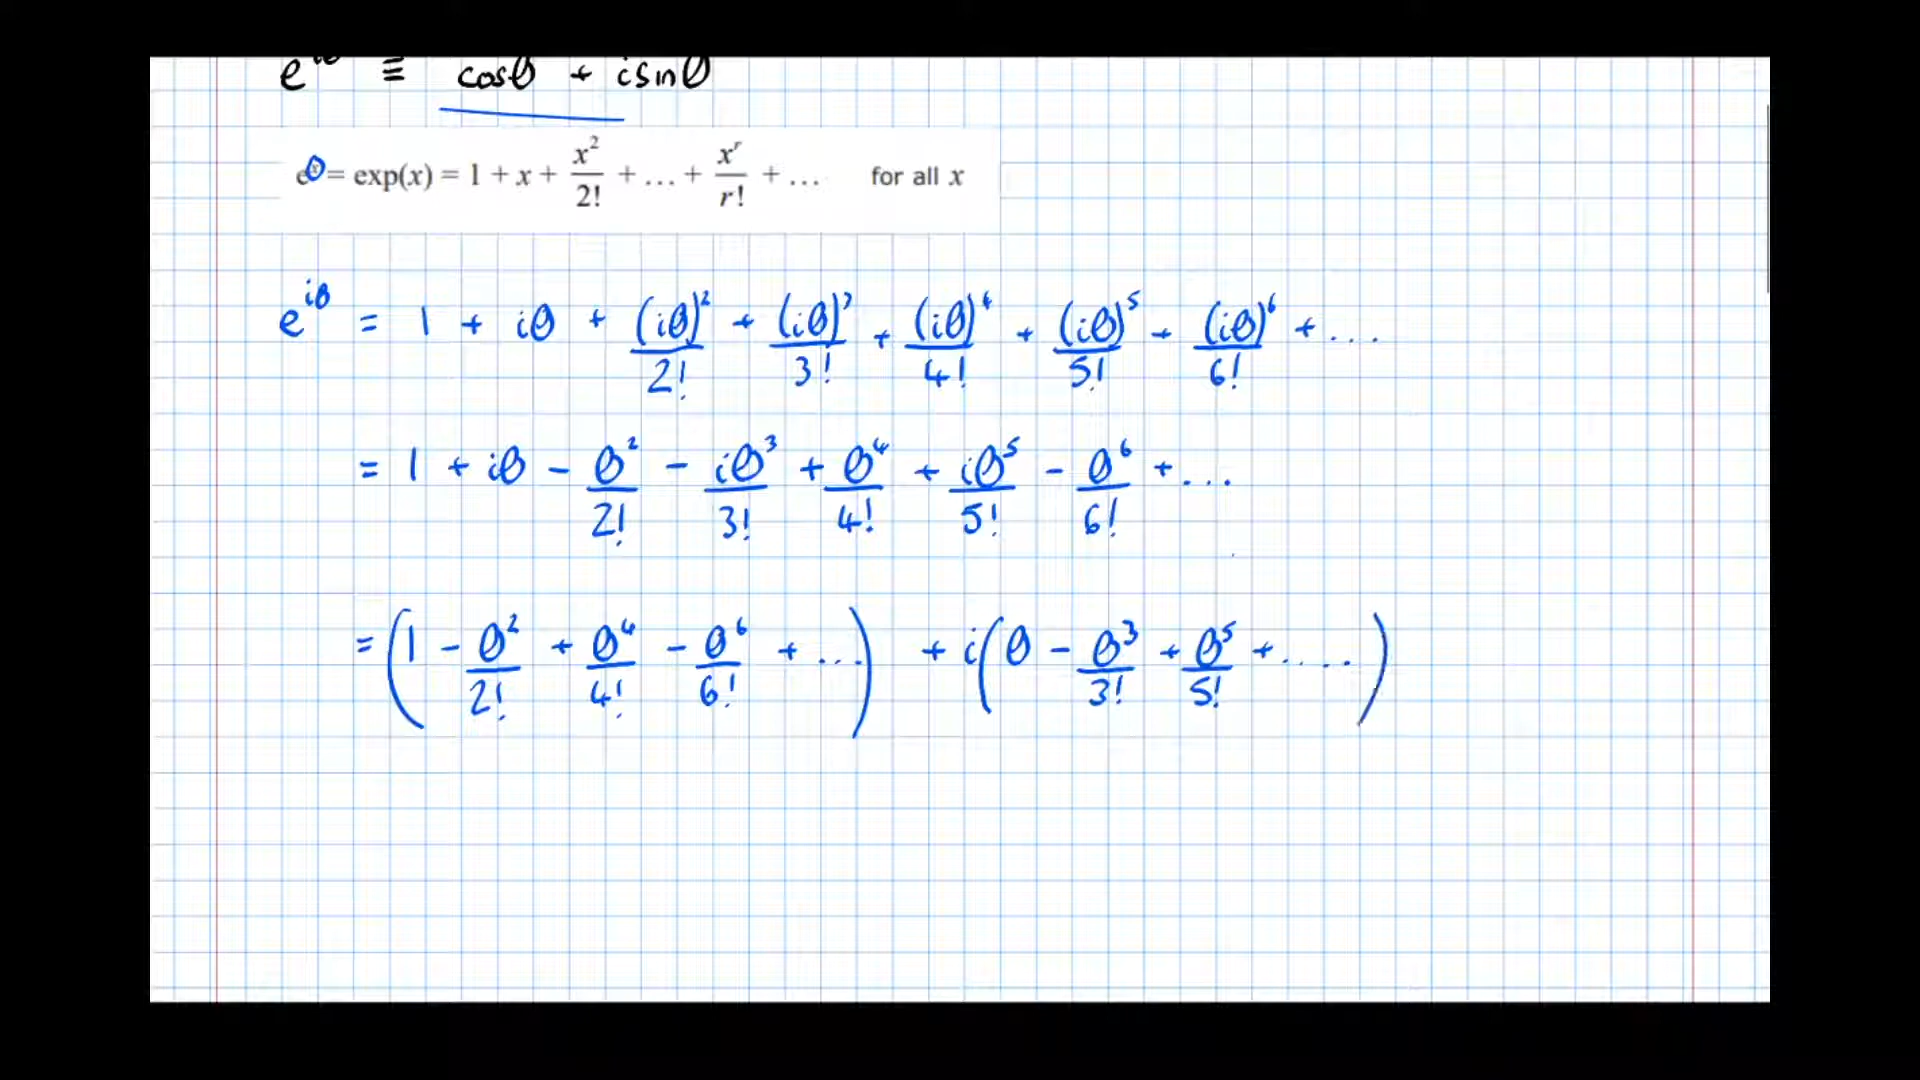 e^{iθ} ≡ cosθ + isinθ
e^x = exp(x) = 1 + x + x²/2! + ... + x^r/r! + ... for all x
e^{iθ} = 1 + iθ + (iθ)²/2! + (iθ)³/3! + (iθ)⁴/4! + (iθ)⁵/5! + (iθ)⁶/6! + ...
= 1 + iθ - θ²/2! - iθ³/3! + θ⁴/4! + iθ⁵/5! - θ⁶/6! + ...
= (1 - θ²/2! + θ⁴/4! - θ⁶/6! + ...) + i(θ - θ³/3! + θ⁵/5! + ....)